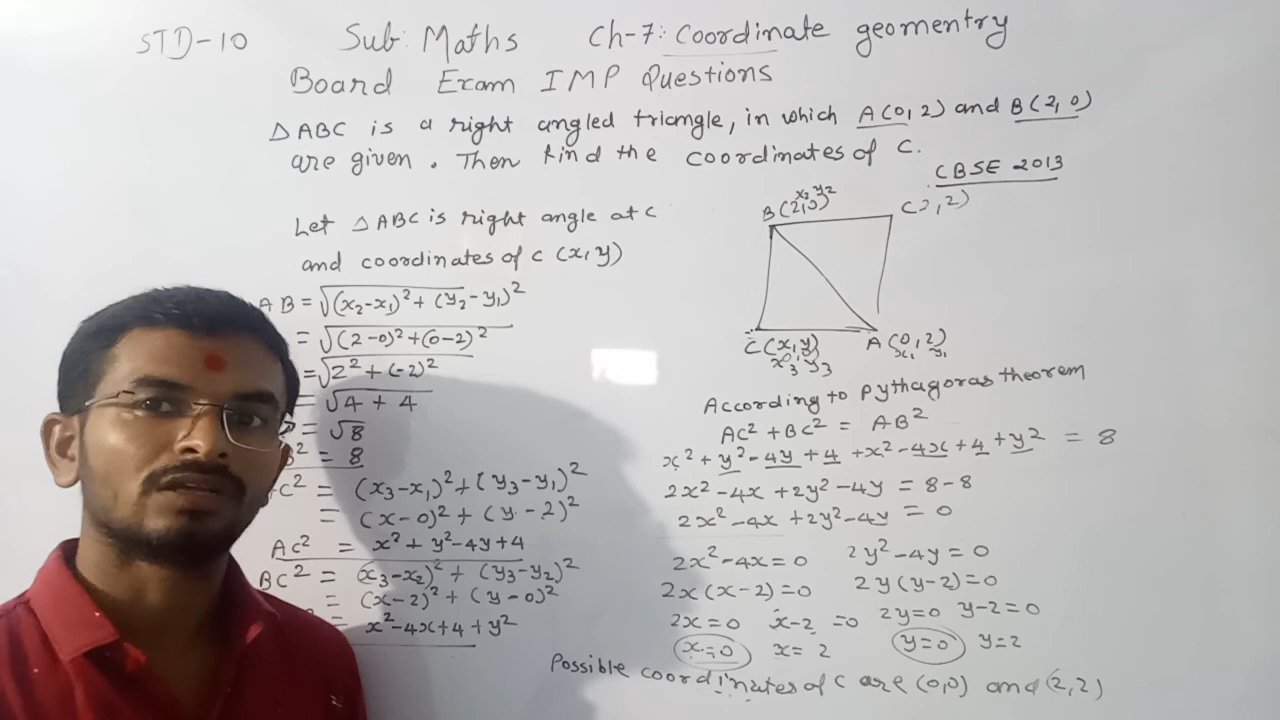 STD-10 Sub: Maths Ch-7: Coordinate geomentry
Board Exam IMP Questions
△ABC is a right angled triangle, in which A(0,2) and B(2,0)
are given. Then find the coordinates of C.
CBSE 2013
Let △ABC is right angle at C
and coordinates of C (x,y)
AB = √(x₂-x₁)²+(y₂-y₁)²
= √(2-0)²+(0-2)²
= √2²+(-2)²
= √4+4
= √8
² = 8
C² = (x₃-x₁)²+(y₃-y₁)²
= (x-0)²+(y-2)²
AC² = x²+y²-4y+4
BC² = (x₃-x₂)²+(y₃-y₂)²
= (x-2)²+(y-0)²
= x²-4x+4+y²
x₂ y₂
B(2,0)
C(2,2)
C(x,y)
x₃ y₃
A(0,2)
x₁ y₁
According to pythagoras theorem
AC²+BC² = AB²
x²+y²-4y+4+x²-4x+4+y² = 8
2x²-4x+2y²-4y = 8-8
2x²-4x+2y²-4y = 0
2x²-4x=0 2y²-4y=0
2x(x-2)=0 2y(y-2)=0
2x=0 x-2=0 2y=0 y-2=0
x=0 x=2 y=0 y=2
Possible coordinates of C are (0,0) and (2,2)